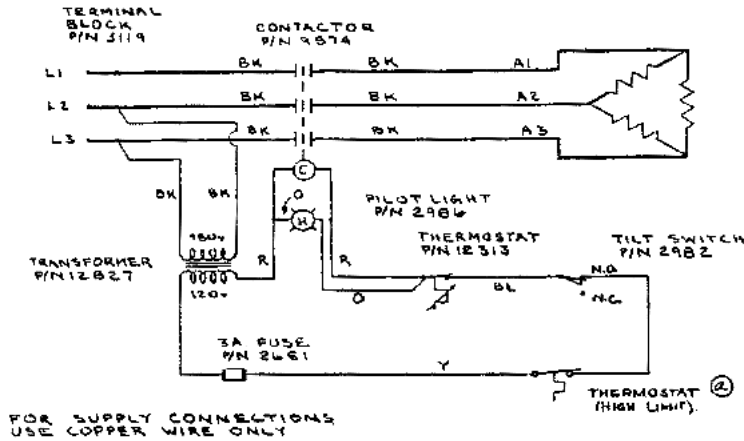 TERMINAL
BLOCK
P/N 3119
CONTACTOR
P/N 9574
L1
BK
BK
A1
L2
BK
BK
A2
L3
BK
BK
A3
BK
BK
C
O
H
PILOT LIGHT
P/N 2986
480V
TRANSFORMER
P/N 12827
120V
R
R
O
THERMOSTAT
P/N 12313
BL
TILT SWITCH
P/N 2982
N.O
N.C.
3A FUSE
P/N 2681
Y
THERMOSTAT
(HIGH LIMIT).
a
FOR SUPPLY CONNECTIONS
USE COPPER WIRE ONLY